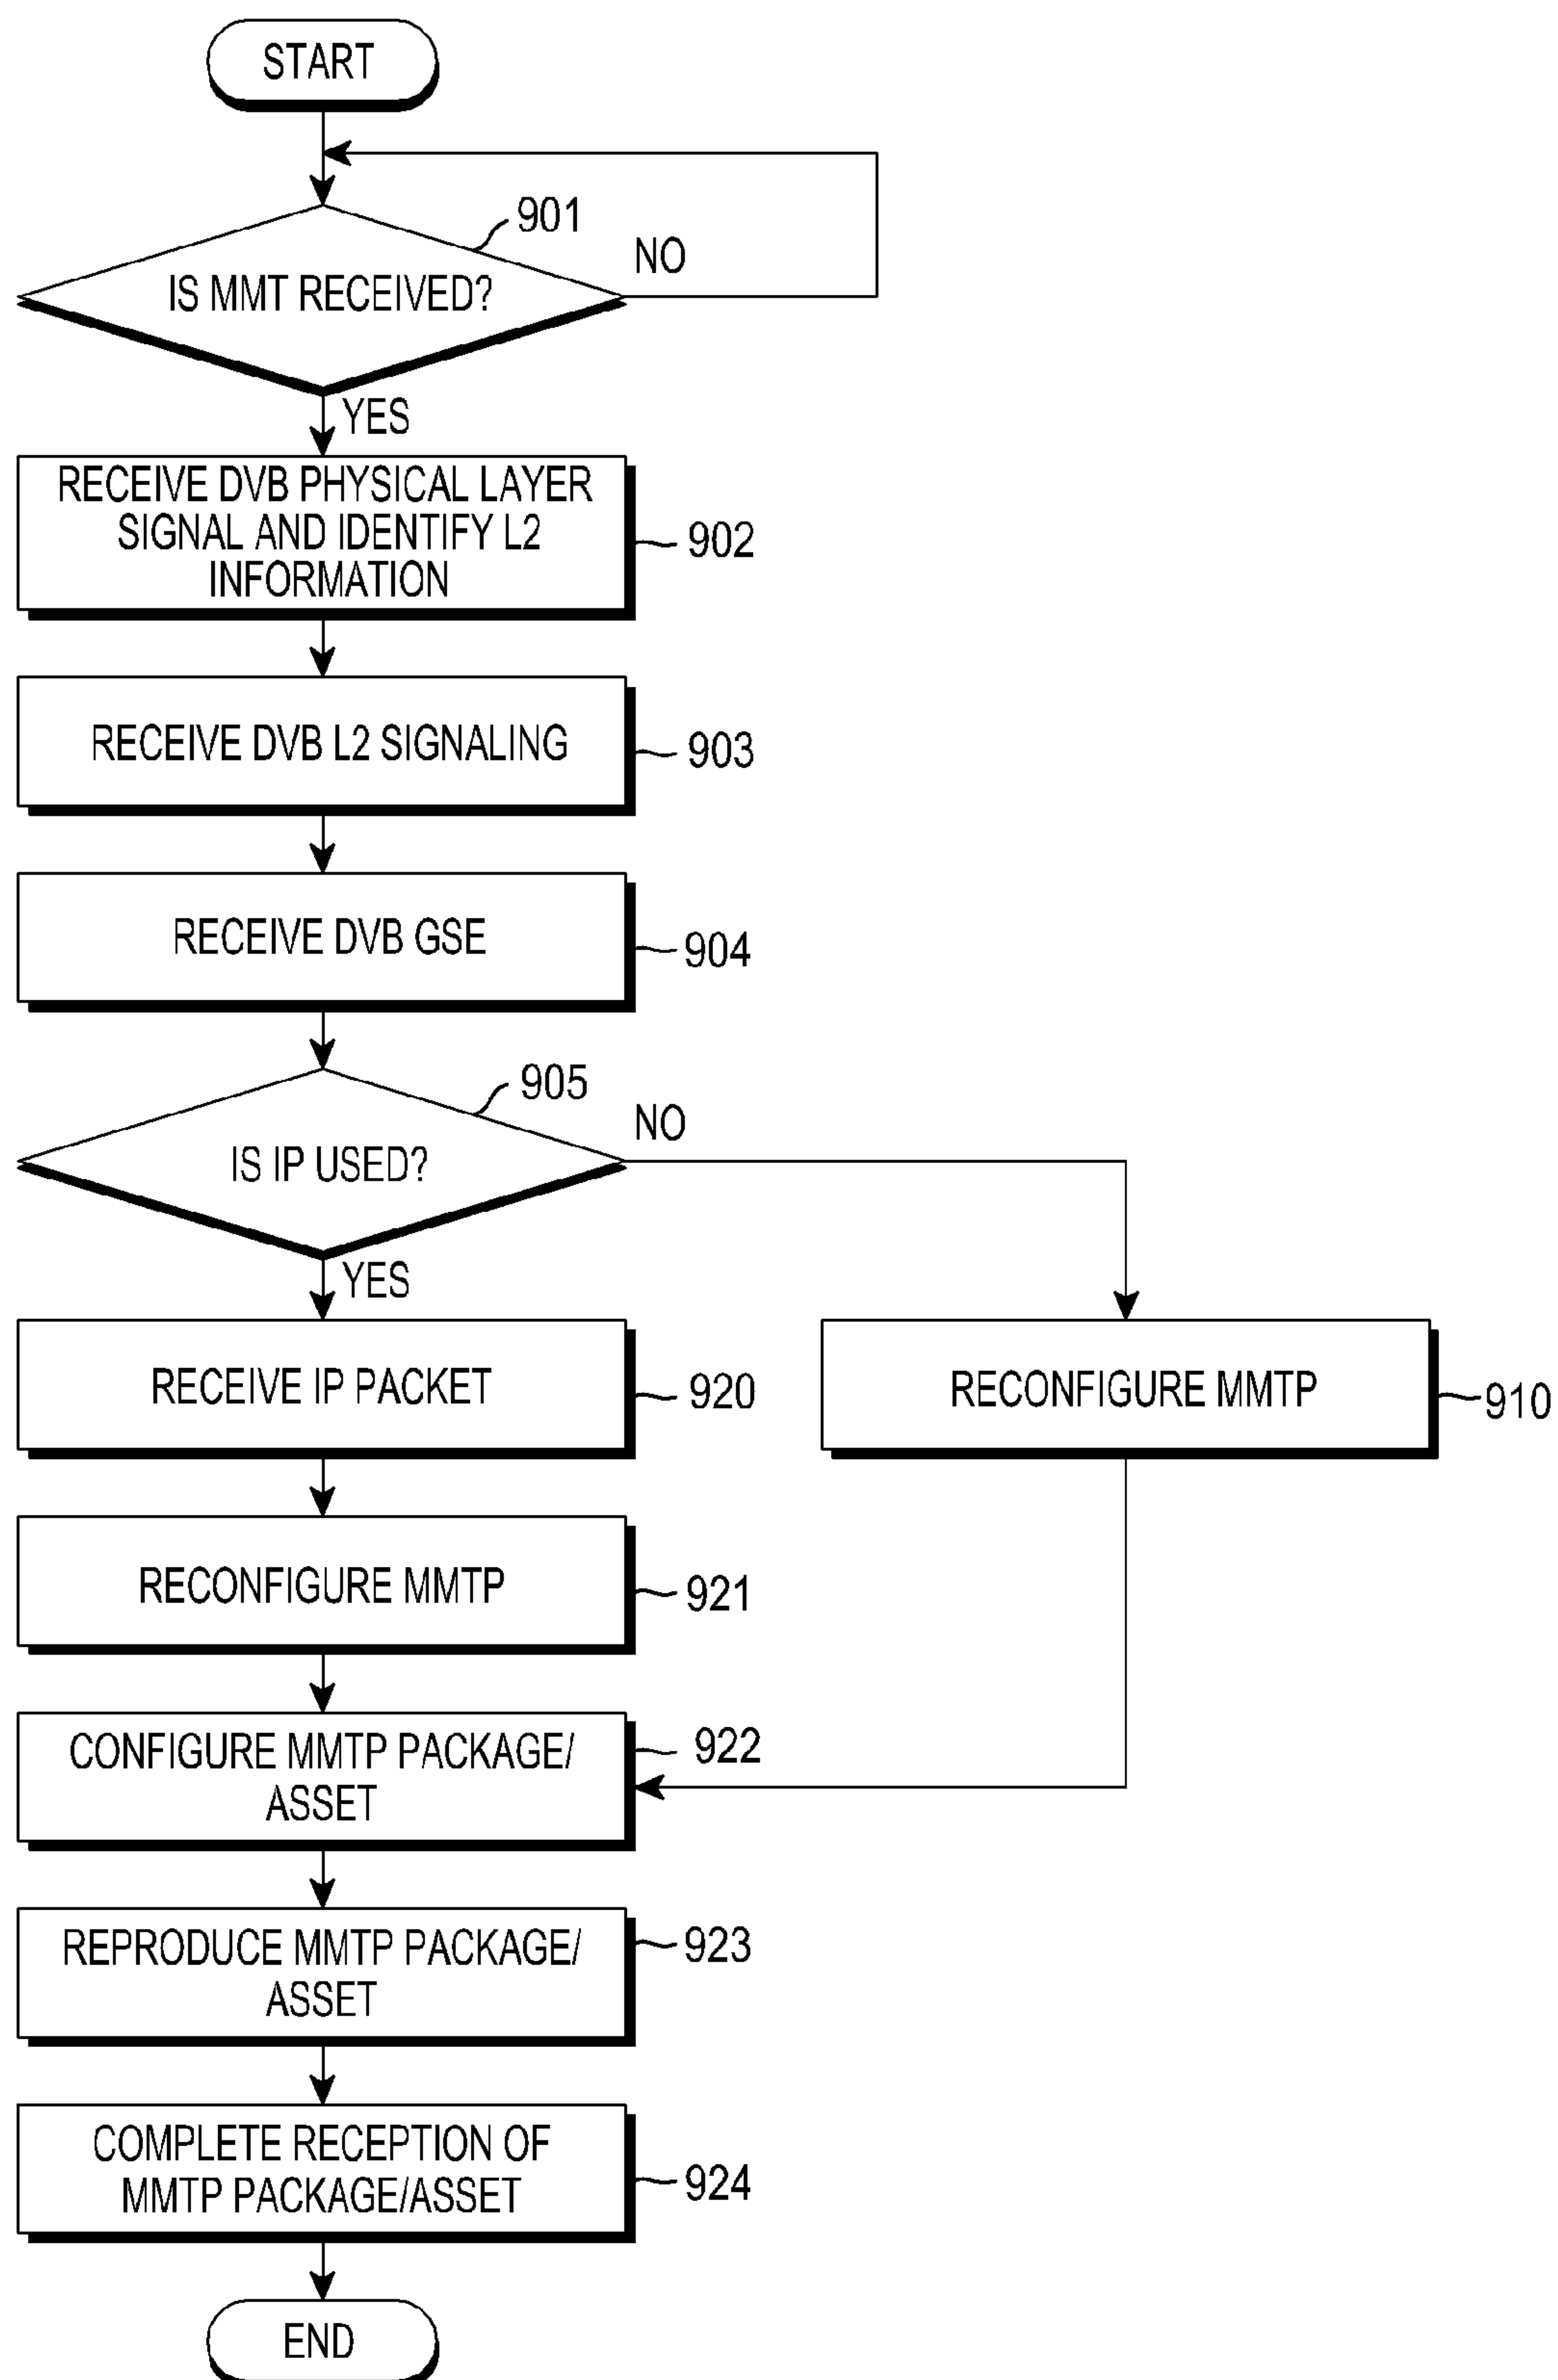 START
901
NO
IS MMT RECEIVED?
YES
RECEIVE DVB PHYSICAL LAYER
SIGNAL AND IDENTIFY L2
INFORMATION
902
RECEIVE DVB L2 SIGNALING
903
RECEIVE DVB GSE
904
905
NO
IS IP USED?
YES
RECEIVE IP PACKET
920
RECONFIGURE MMTP
910
RECONFIGURE MMTP
921
CONFIGURE MMTP PACKAGE/
ASSET
922
REPRODUCE MMTP PACKAGE/
ASSET
923
COMPLETE RECEPTION OF
MMTP PACKAGE/ASSET
924
END